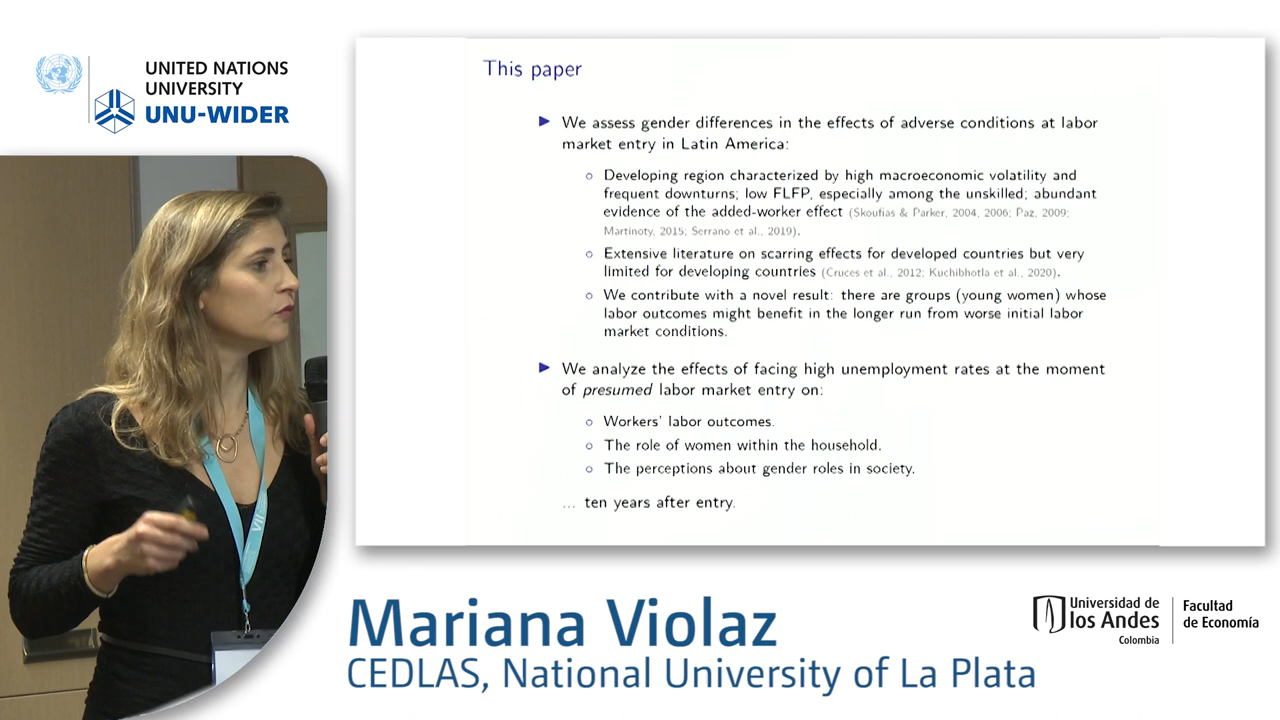 UNITED NATIONS
UNIVERSITY
UNU-WIDER
This paper
We assess gender differences in the effects of adverse conditions at labor
market entry in Latin America:
Developing region characterized by high macroeconomic volatility and
frequent downturns; low FLFP, especially among the unskilled; abundant
evidence of the added-worker effect (Skoufias & Parker, 2004, 2006; Paz, 2009;
Martinoty, 2015; Serrano et al., 2019).
Extensive literature on scarring effects for developed countries but very
limited for developing countries (Cruces et al., 2012; Kuchibhotla et al., 2020).
We contribute with a novel result: there are groups (young women) whose
labor outcomes might benefit in the longer run from worse initial labor
market conditions.
We analyze the effects of facing high unemployment rates at the moment
of presumed labor market entry on:
Workers' labor outcomes.
The role of women within the household.
The perceptions about gender roles in society.
... ten years after entry.
Mariana Violaz
CEDLAS, National University of La Plata
Universidad de
los Andes
Colombia
Facultad
de Economía